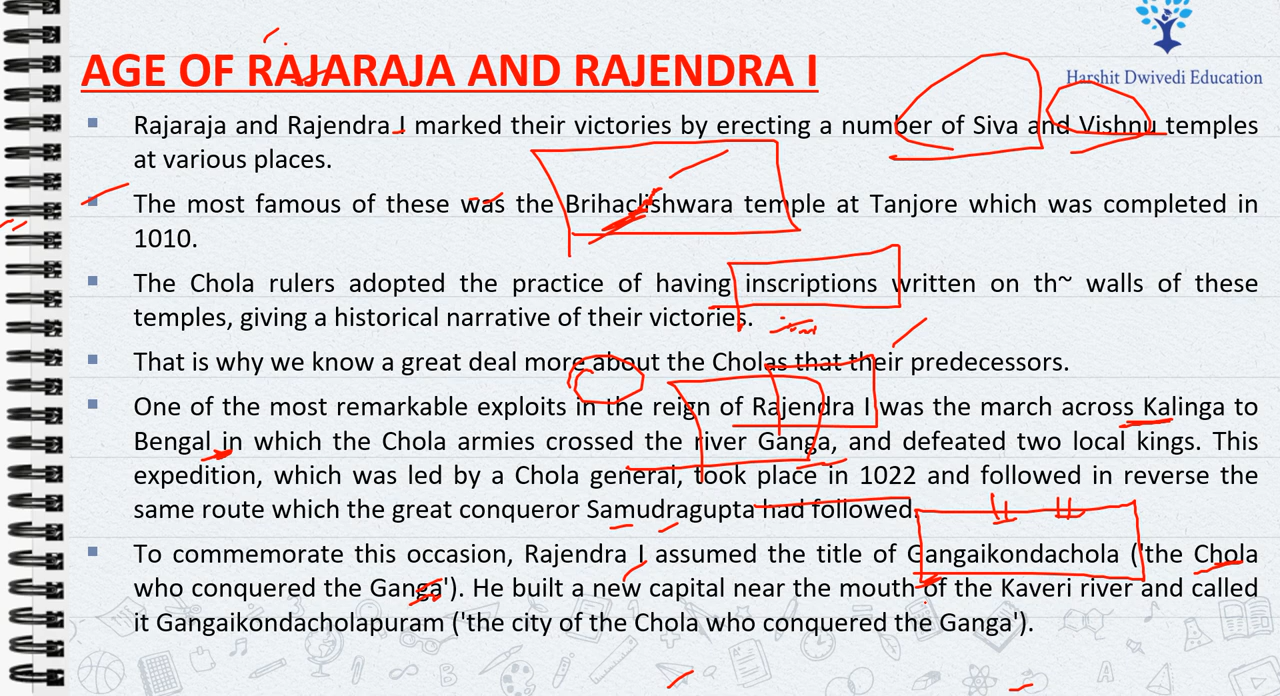 AGE OF RAJARAJA AND RAJENDRA I
Harshit Dwivedi Education
Rajaraja and Rajendra I marked their victories by erecting a number of Siva and Vishnu temples
at various places.
The most famous of these was the Brihadishwara temple at Tanjore which was completed in
1010.
The Chola rulers adopted the practice of having inscriptions written on th~ walls of these
temples, giving a historical narrative of their victories.
That is why we know a great deal more about the Cholas that their predecessors.
One of the most remarkable exploits in the reign of Rajendra I was the march across Kalinga to
Bengal in which the Chola armies crossed the river Ganga, and defeated two local kings. This
expedition, which was led by a Chola general, took place in 1022 and followed in reverse the
same route which the great conqueror Samudragupta had followed.
To commemorate this occasion, Rajendra I assumed the title of Gangaikondachola ('the Chola
who conquered the Ganga'). He built a new capital near the mouth of the Kaveri river and called
it Gangaikondacholapuram ('the city of the Chola who conquered the Ganga').